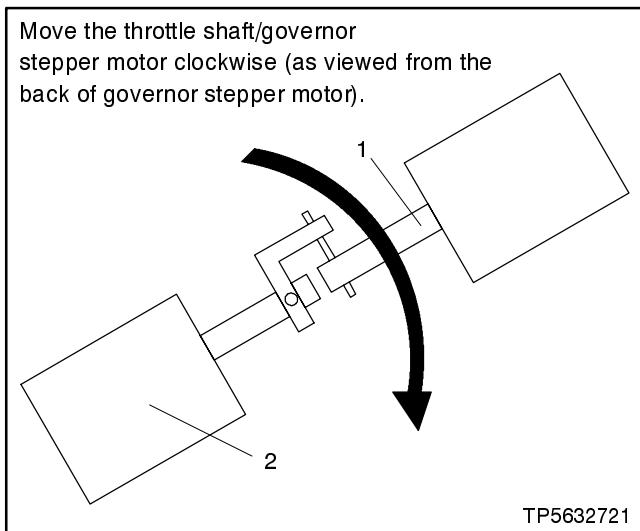 Move the throttle shaft/governor
stepper motor clockwise (as viewed from the
back of governor stepper motor).
1
2
TP5632721